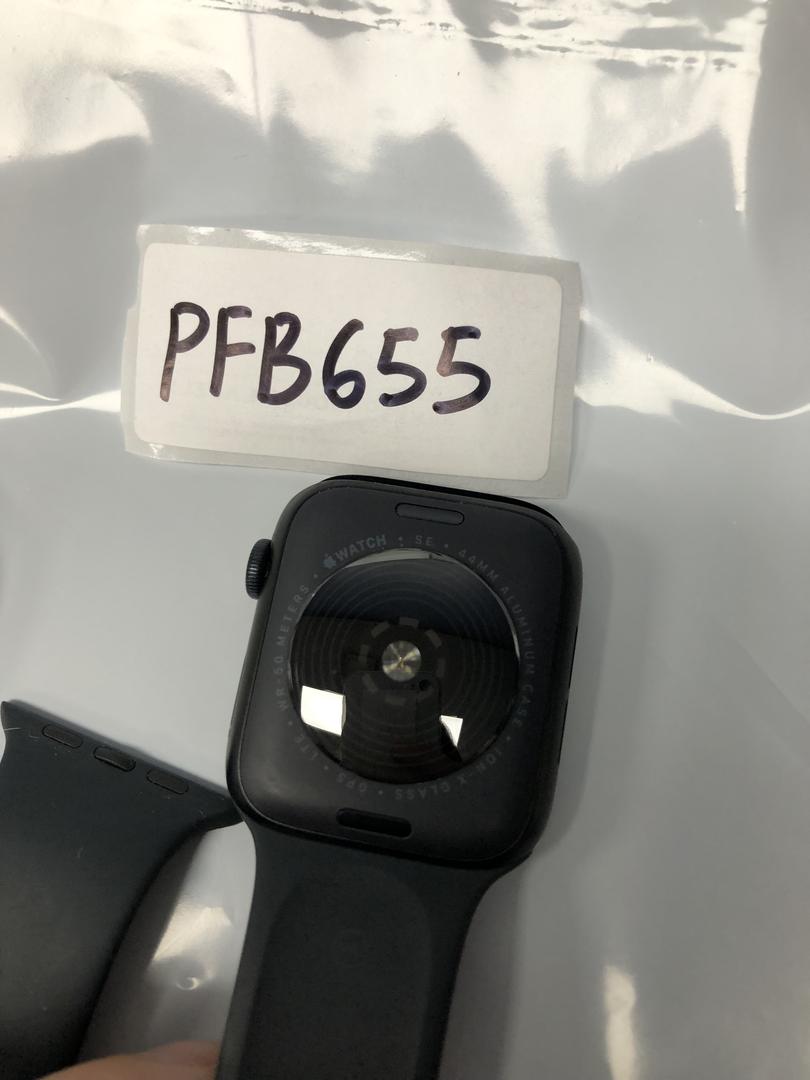 PFB655
WATCH • SE • 44MM ALUMINUM CASE • ION-X GLASS • GPS • LTE • WR-50 METERS •